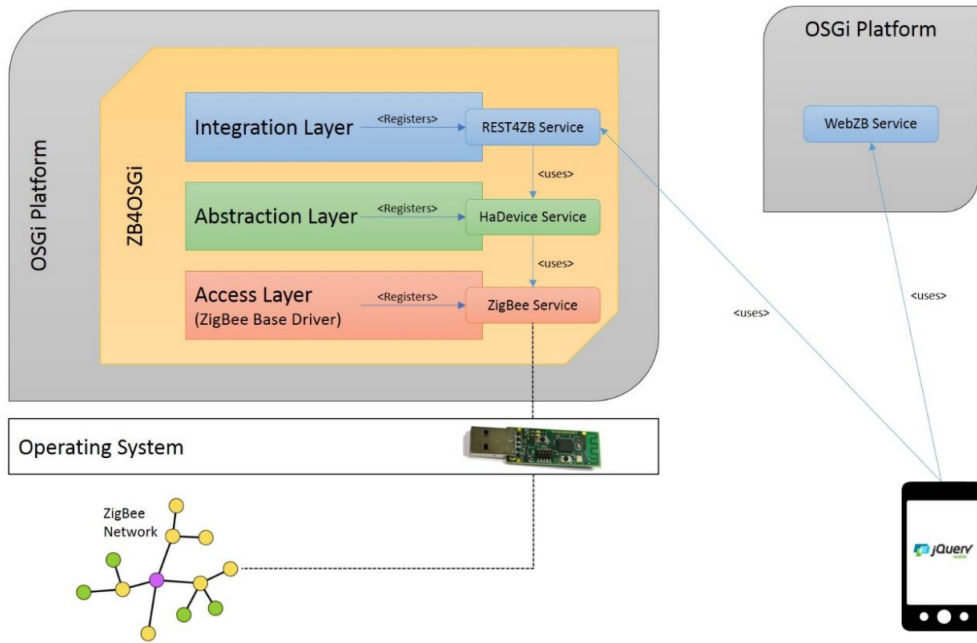 OSGi Platform
ZB4OSGi
Integration Layer
<Registers>
REST4ZB Service
<uses>
Abstraction Layer
<Registers>
HaDevice Service
<uses>
Access Layer
(ZigBee Base Driver)
<Registers>
ZigBee Service
OSGi Platform
WebZB Service
<uses>
<uses>
Operating System
ZigBee
Network
jQuery
mobile